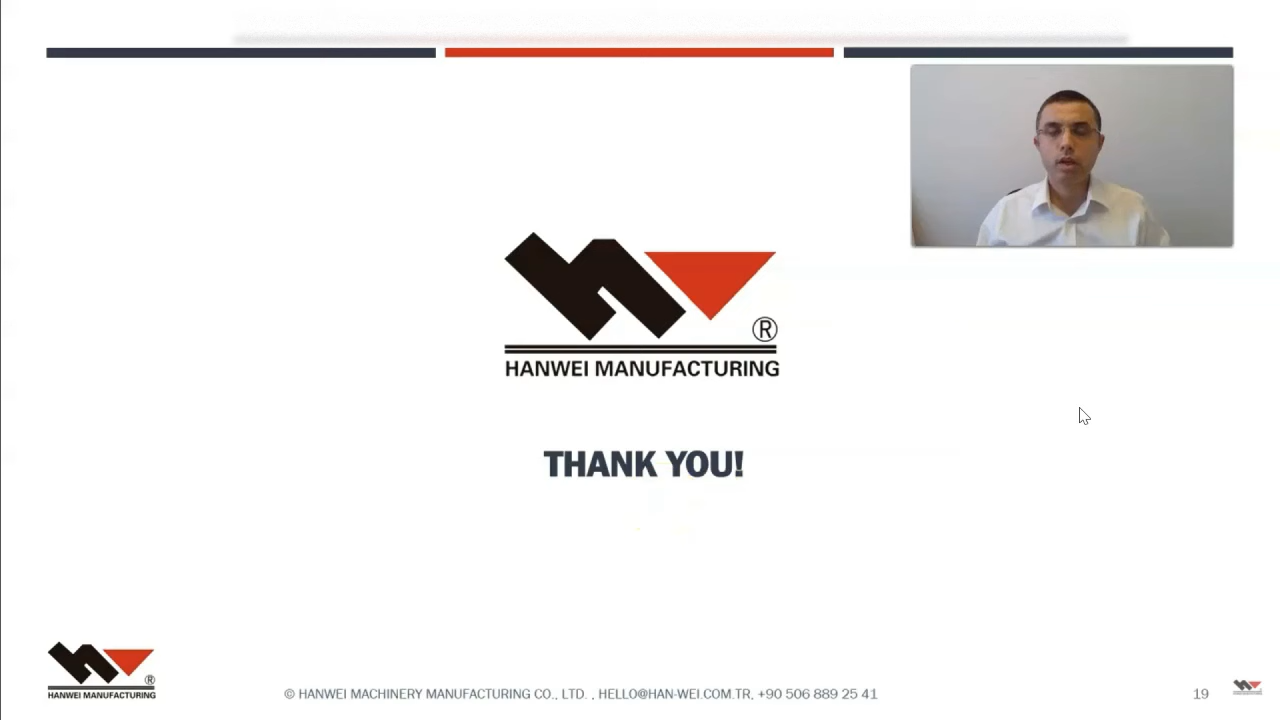 ®
HANWEI MANUFACTURING
THANK YOU!
®
HANWEI MANUFACTURING
© HANWEI MACHINERY MANUFACTURING CO., LTD. , HELLO@HAN-WEI.COM.TR, +90 506 889 25 41
19